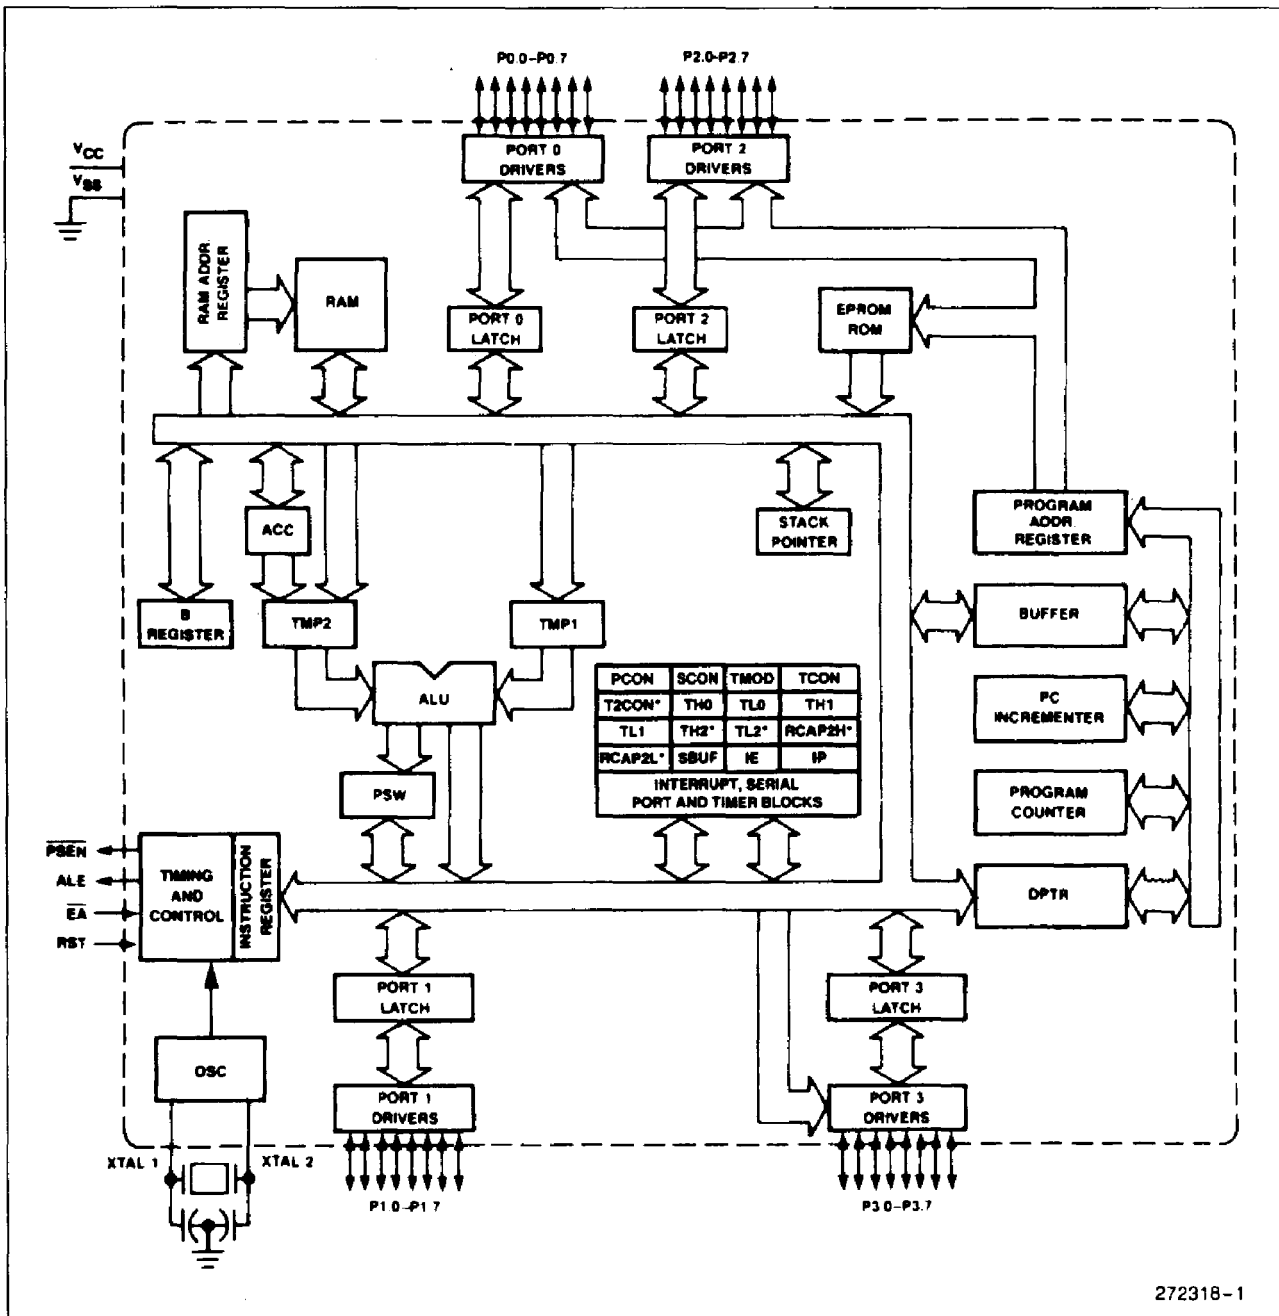 P0.0–P0.7
P2.0–P2.7
VCC
VSS
PORT 0
DRIVERS
PORT 2
DRIVERS
RAM ADDR.
REGISTER
RAM
PORT 0
LATCH
PORT 2
LATCH
EPROM
ROM
ACC
STACK
POINTER
PROGRAM
ADDR.
REGISTER
B
REGISTER
TMP2
TMP1
BUFFER
ALU
PCON SCON TMOD TCON
T2CON* TH0 TL0 TH1
TL1 TH2* TL2* RCAP2H*
RCAP2L* SBUF IE IP
INTERRUPT, SERIAL
PORT AND TIMER BLOCKS
PC
INCREMENTER
PSW
PROGRAM
COUNTER
PSEN
ALE
EA
RST
TIMING
AND
CONTROL
INSTRUCTION
REGISTER
DPTR
PORT 1
LATCH
PORT 3
LATCH
OSC
PORT 1
DRIVERS
PORT 3
DRIVERS
XTAL 1
XTAL 2
P1.0–P1.7
P3.0–P3.7
272318-1